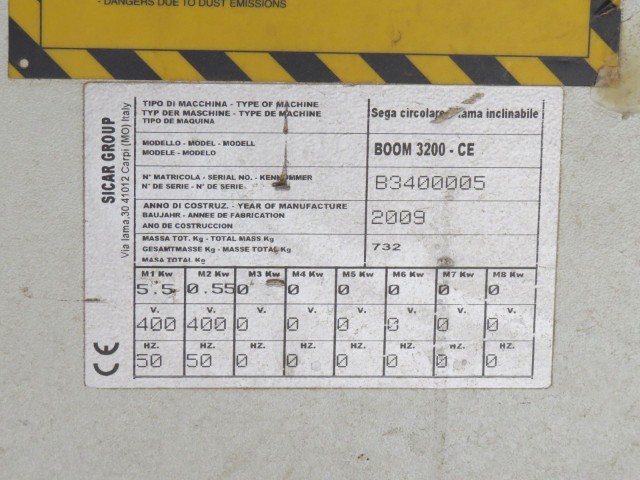 - DANGERS DUE TO DUST EMISSIONS
SICAR GROUP
Via lama,30 41012 Carpi (MO) Italy
TIPO DI MACCHINA - TYPE OF MACHINE
TYP DER MASCHINE - TYPE DE MACHINE
TIPO DE MAQUINA
Sega circolare lama inclinabile
MODELLO - MODEL - MODELL
MODELE - MODELO
BOOM 3200 - CE
N° MATRICOLA - SERIAL NO. - KENNUMMER
N° DE SERIE - N° DE SERIE
B3400005
ANNO DI COSTRUZ. - YEAR OF MANUFACTURE
BAUJAHR - ANNEE DE FABRICATION
ANO DE COSTRUCCION
2009
MASSA TOT. Kg - TOTAL MASS.Kg
GESAMTMASSE Kg - MASSE TOTAL Kg
MASA TOTAL Kg
732
M1 Kw M2 Kw M3 Kw M4 Kw M5 Kw M6 Kw M7 Kw M8 Kw
5.5 0.55 0 0 0 0 0 0
V. V. V. V. V. V. V. V.
400 400 0 0 0 0 0 0
HZ. HZ. HZ. HZ. HZ. HZ. HZ. HZ.
50 50 0 0 0 0 0 0
CE